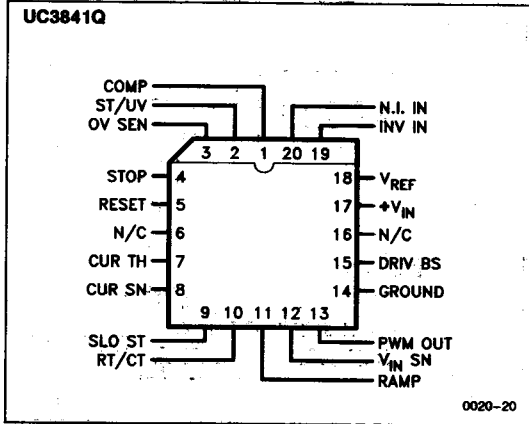 UC3841Q
COMP
ST/UV
OV SEN
N.I. IN
INV IN
3 2 1 20 19
STOP 4
18 VREF
RESET 5
17 +VIN
N/C 6
16 N/C
CUR TH 7
15 DRIV BS
CUR SN 8
14 GROUND
9 10 11 12 13
SLO ST
RT/CT
PWM OUT
VIN SN
RAMP
0020-20